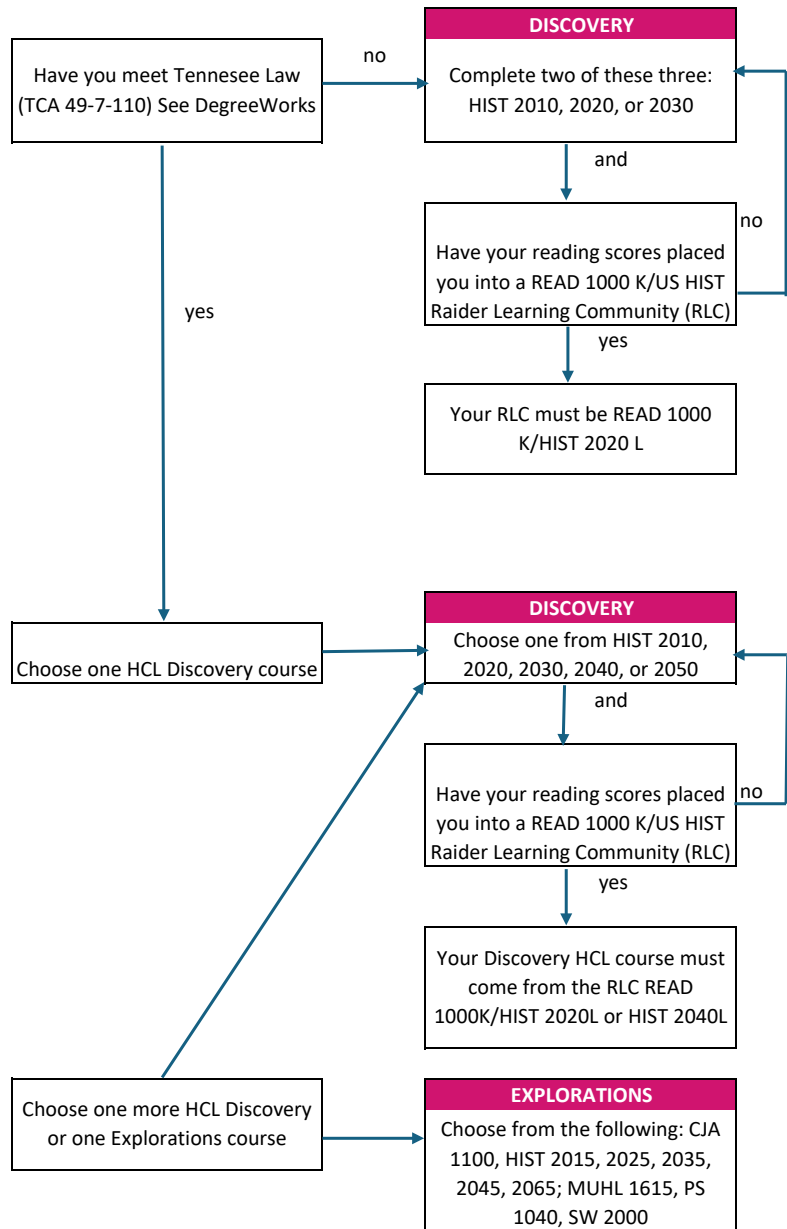 DISCOVERY
Have you meet Tennesee Law
(TCA 49-7-110) See DegreeWorks
no
Complete two of these three:
HIST 2010, 2020, or 2030
and
no
Have your reading scores placed
you into a READ 1000 K/US HIST
Raider Learning Community (RLC)
yes
yes
Your RLC must be READ 1000
K/HIST 2020 L
DISCOVERY
Choose one HCL Discovery course
Choose one from HIST 2010,
2020, 2030, 2040, or 2050
and
Have your reading scores placed
you into a READ 1000 K/US HIST
Raider Learning Community (RLC)
no
yes
Your Discovery HCL course must
come from the RLC READ
1000K/HIST 2020L or HIST 2040L
Choose one more HCL Discovery
or one Explorations course
EXPLORATIONS
Choose from the following: CJA
1100, HIST 2015, 2025, 2035,
2045, 2065; MUHL 1615, PS
1040, SW 2000